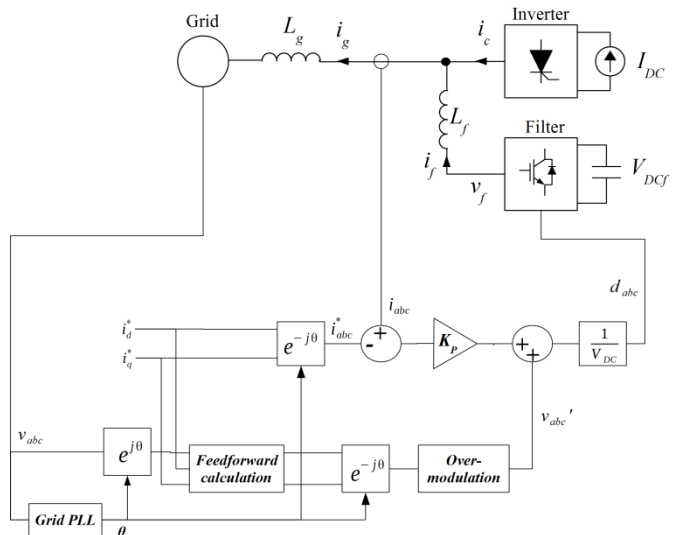 Grid
L_g
i_g
i_c
Inverter
I_DC
L_f
i_f
v_f
Filter
V_DCf
d_abc
i_d^*
i_q^*
e^{-jθ}
i_abc^*
-
+
i_abc
K_P
+
+
1
V_DC
v_abc
e^{jθ}
Feedforward
calculation
e^{-jθ}
Over-
modulation
v_abc'
Grid PLL
θ